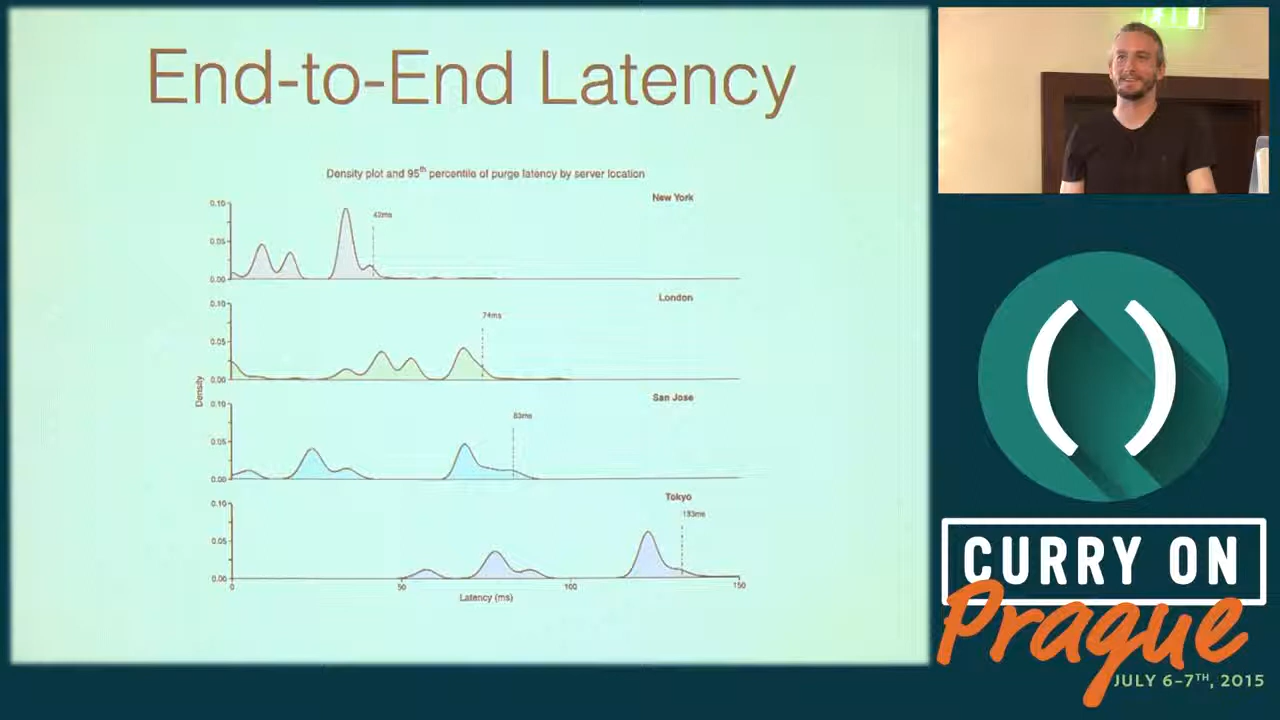 End-to-End Latency
Density plot and 95th percentile of purge latency by server location
New York
0.10
42ms
0.05
0.00
London
0.10
74ms
0.05
0.00
San Jose
0.10
83ms
0.05
0.00
Tokyo
0.10
133ms
0.05
0.00
Density
0
50
100
150
Latency (ms)
( )
CURRY ON
Prague
JULY 6-7TH, 2015